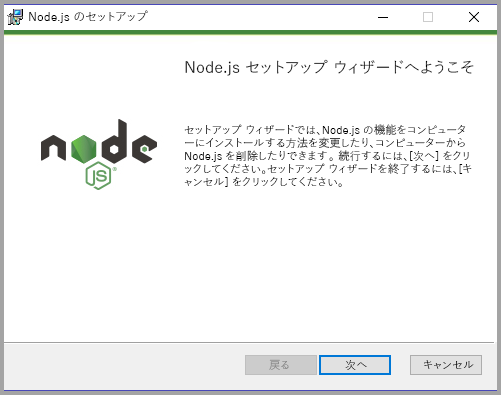 Node.js のセットアップ
Node.js セットアップ ウィザードへようこそ
node
JS
®
セットアップ ウィザードでは、Node.js の機能をコンピュータ
ーにインストールする方法を変更したり、コンピューターから
Node.js を削除したりできます。続行するには、[次へ] をクリ
ックしてください。セットアップ ウィザードを終了するには、[キ
ャンセル] をクリックしてください。
戻る
次へ
キャンセル